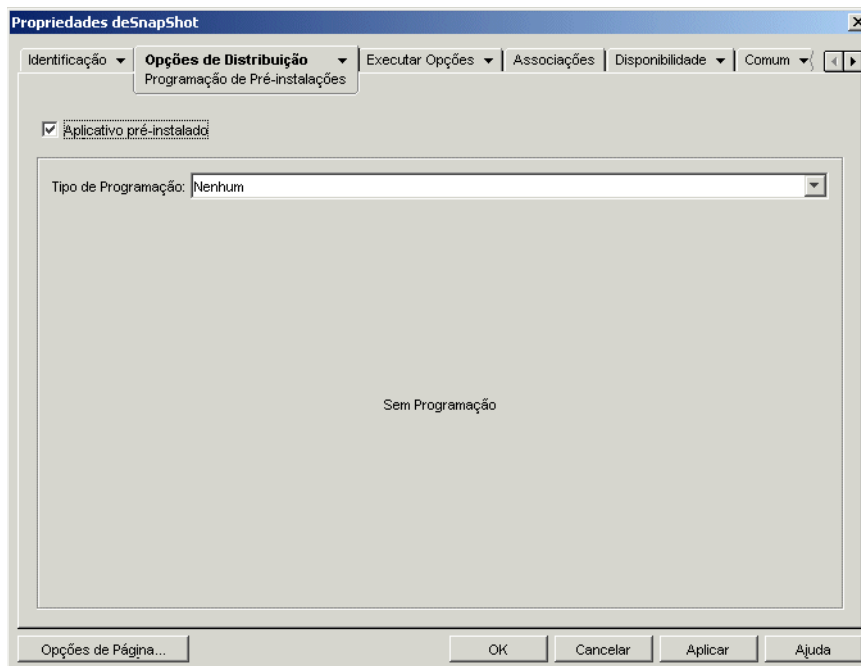 Propriedades deSnapShot
Identificação
Opções de Distribuição
Executar Opções
Associações
Disponibilidade
Comum
Programação de Pré-instalações
Aplicativo pré-instalado
Tipo de Programação: Nenhum
Sem Programação
Opções de Página...
OK
Cancelar
Aplicar
Ajuda